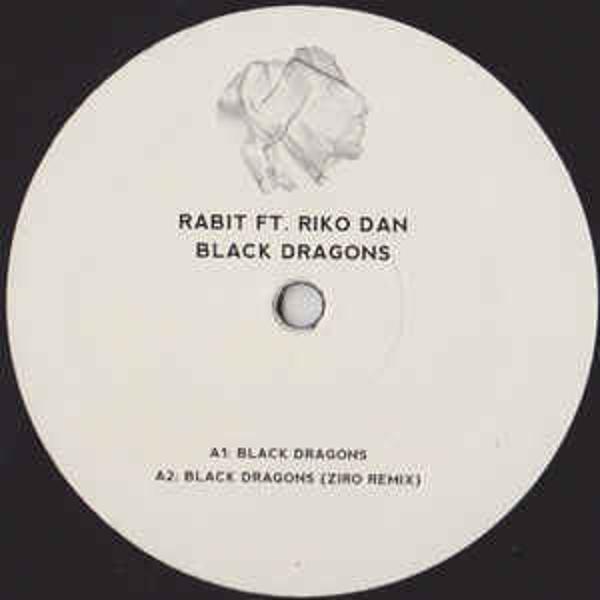 RABIT FT. RIKO DAN
BLACK DRAGONS
A1: BLACK DRAGONS
A2: BLACK DRAGONS (ZIRO REMIX)